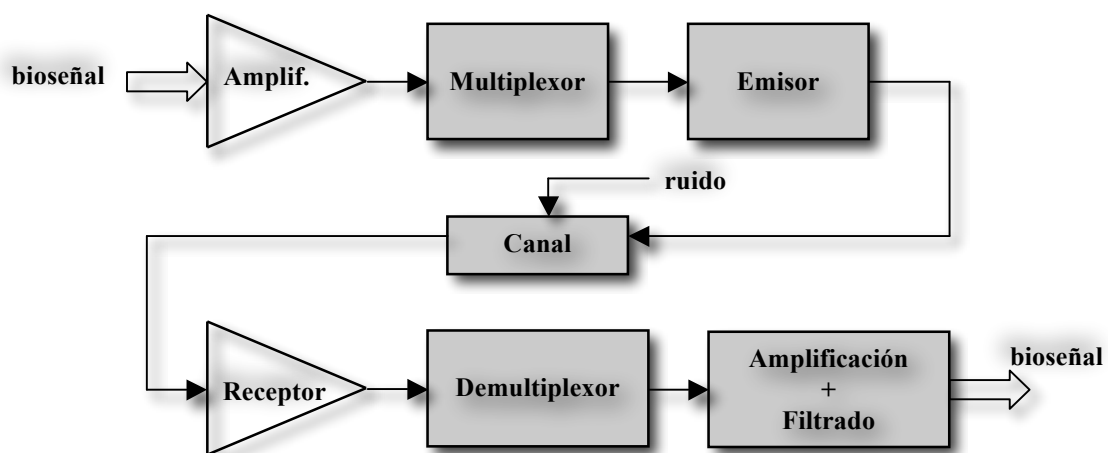 bioseñal
Amplif.
Multiplexor
Emisor
ruido
Canal
Receptor
Demultiplexor
Amplificación
+
Filtrado
bioseñal